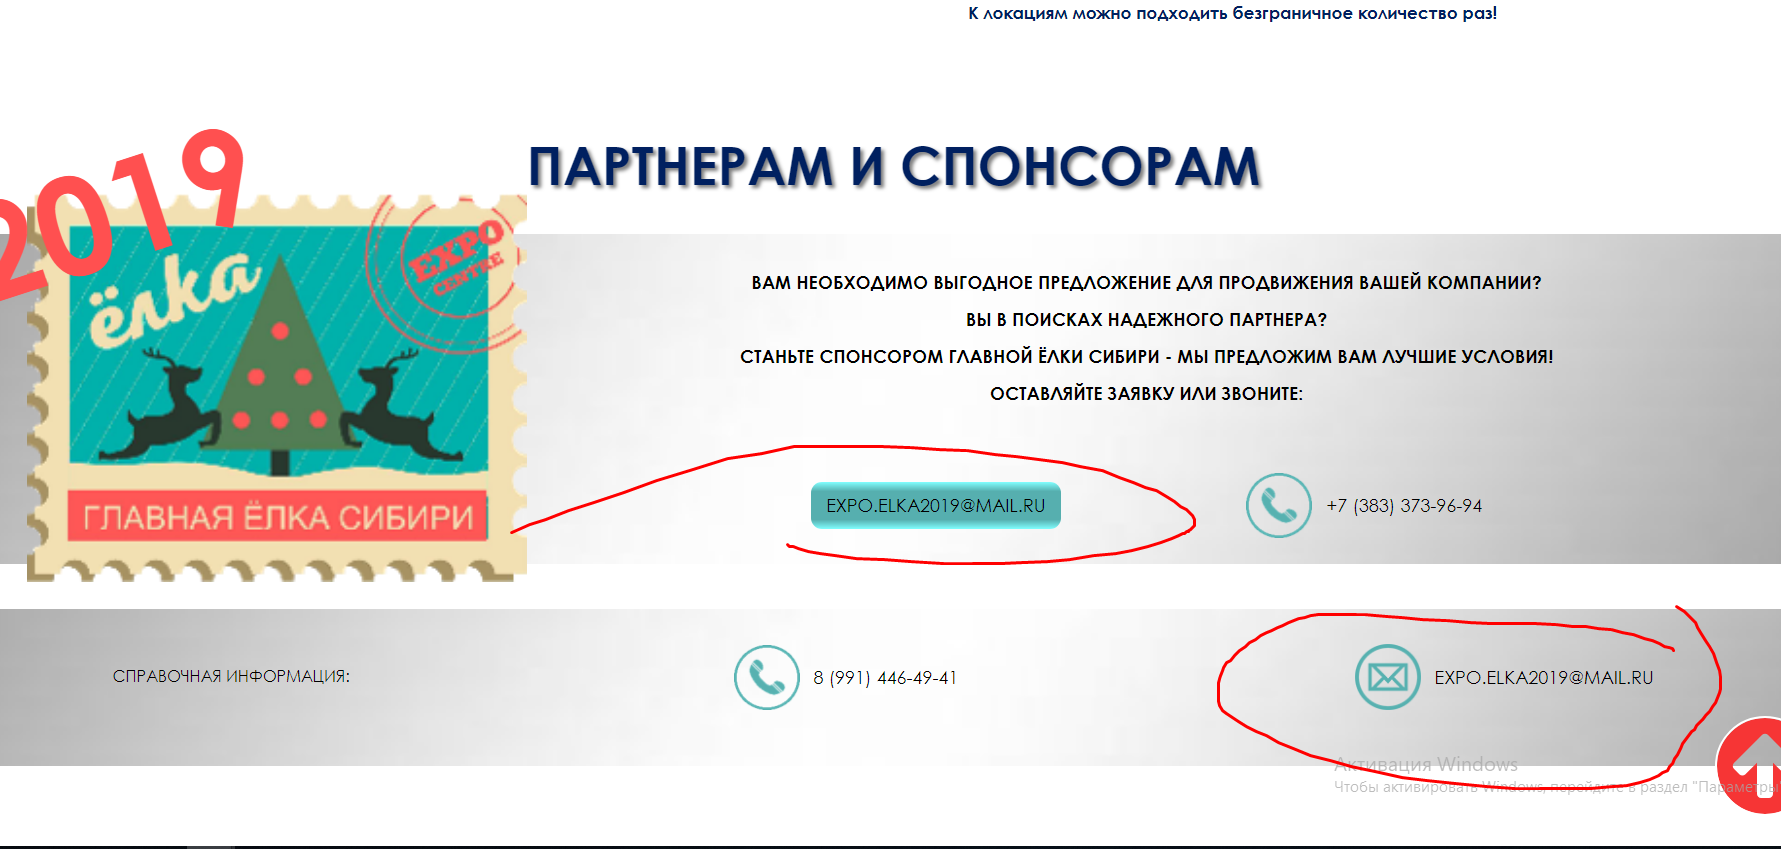 К локациям можно подходить безграничное количество раз!
ПАРТНЕРАМ И СПОНСОРАМ
2019
ёлка
EXPO
CENTRE
ГЛАВНАЯ ЁЛКА СИБИРИ
ВАМ НЕОБХОДИМО ВЫГОДНОЕ ПРЕДЛОЖЕНИЕ ДЛЯ ПРОДВИЖЕНИЯ ВАШЕЙ КОМПАНИИ?
ВЫ В ПОИСКАХ НАДЕЖНОГО ПАРТНЕРА?
СТАНЬТЕ СПОНСОРОМ ГЛАВНОЙ ЁЛКИ СИБИРИ - МЫ ПРЕДЛОЖИМ ВАМ ЛУЧШИЕ УСЛОВИЯ!
ОСТАВЛЯЙТЕ ЗАЯВКУ ИЛИ ЗВОНИТЕ:
EXPO.ELKA2019@MAIL.RU
+7 (383) 373-96-94
СПРАВОЧНАЯ ИНФОРМАЦИЯ:
8 (991) 446-49-41
EXPO.ELKA2019@MAIL.RU
Активация Windows
Чтобы активировать Windows, перейдите в раздел "Параметры